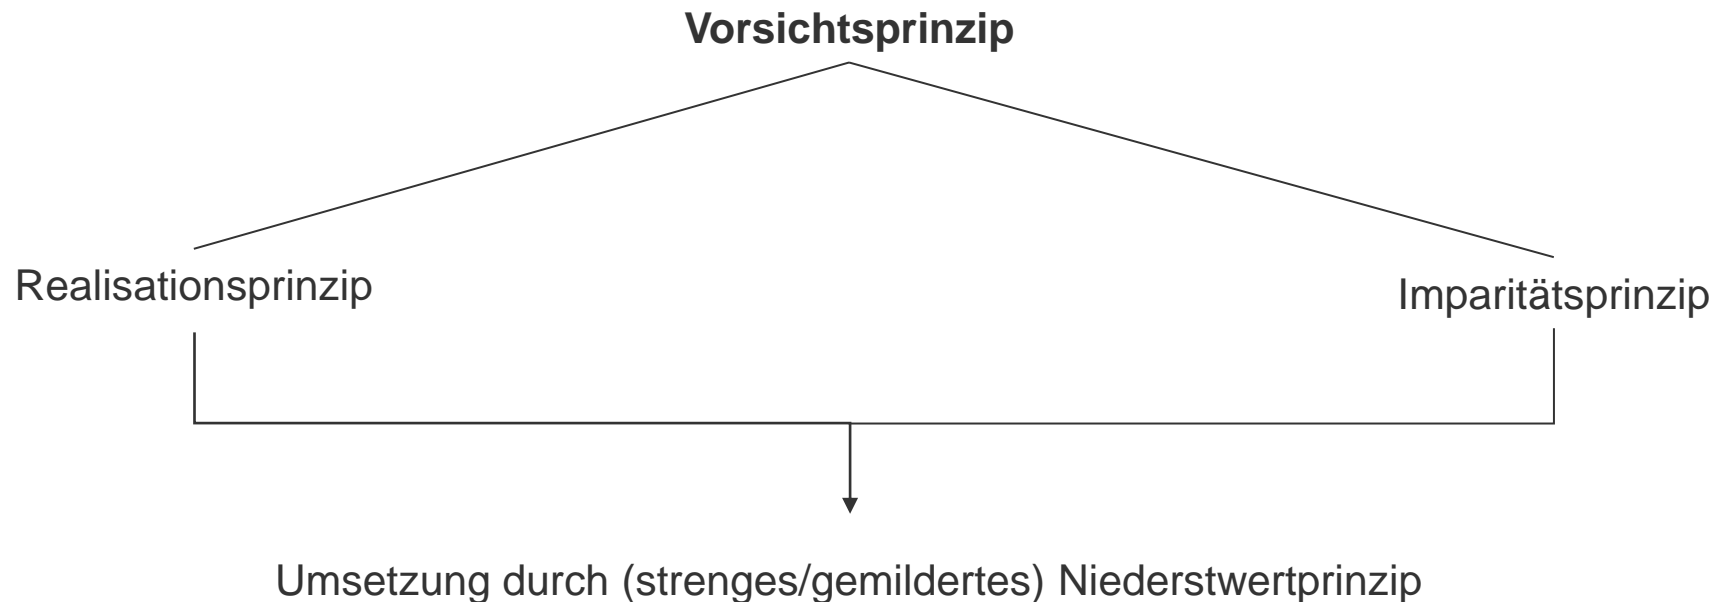 Vorsichtsprinzip
Realisationsprinzip
Imparitätsprinzip
Umsetzung durch (strenges/gemildertes) Niederstwertprinzip